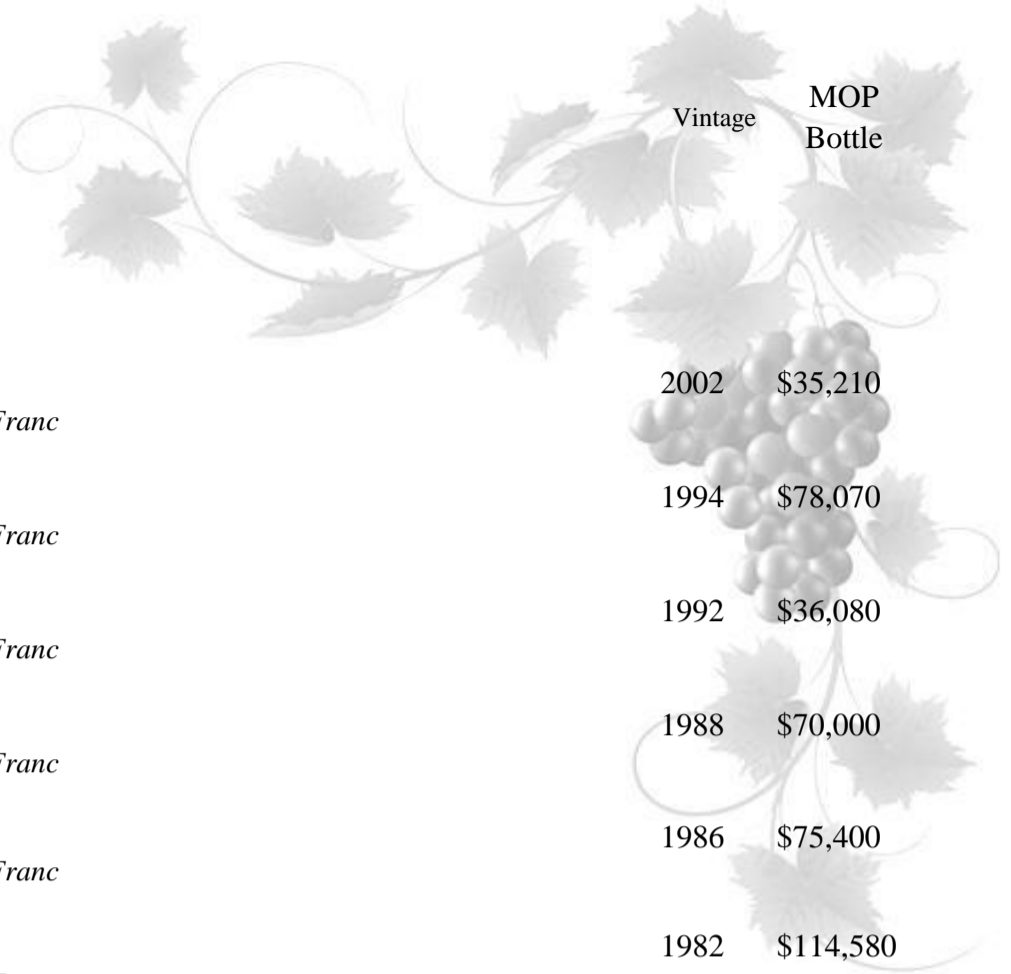 Vintage
MOP
Bottle
2002 $35,210
Franc
1994 $78,070
Franc
1992 $36,080
Franc
1988 $70,000
Franc
1986 $75,400
Franc
1982 $114,580